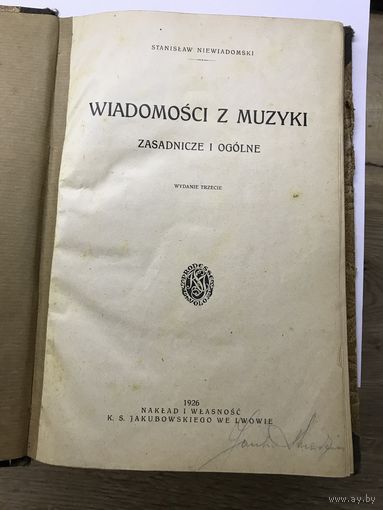 STANISŁAW NIEWIADOMSKI
WIADOMOŚCI Z MUZYKI
ZASADNICZE I OGÓLNE
WYDANIE TRZECIE
1926
NAKŁAD I WŁASNOŚĆ
K. S. JAKUBOWSKIEGO WE LWOWIE
www.ay.by